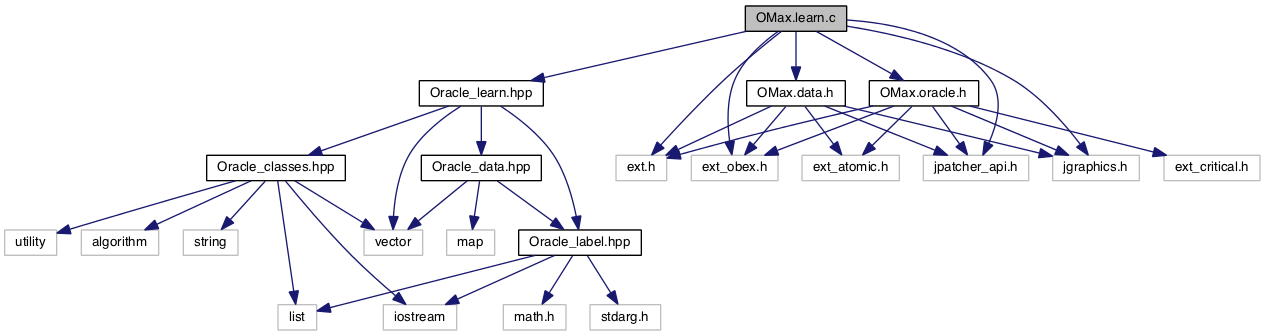 OMax.learn.c
Oracle_learn.hpp
OMax.data.h
OMax.oracle.h
Oracle_classes.hpp
Oracle_data.hpp
ext.h
ext_obex.h
ext_atomic.h
jpatcher_api.h
jgraphics.h
ext_critical.h
utility
algorithm
string
vector
map
Oracle_label.hpp
list
iostream
math.h
stdarg.h